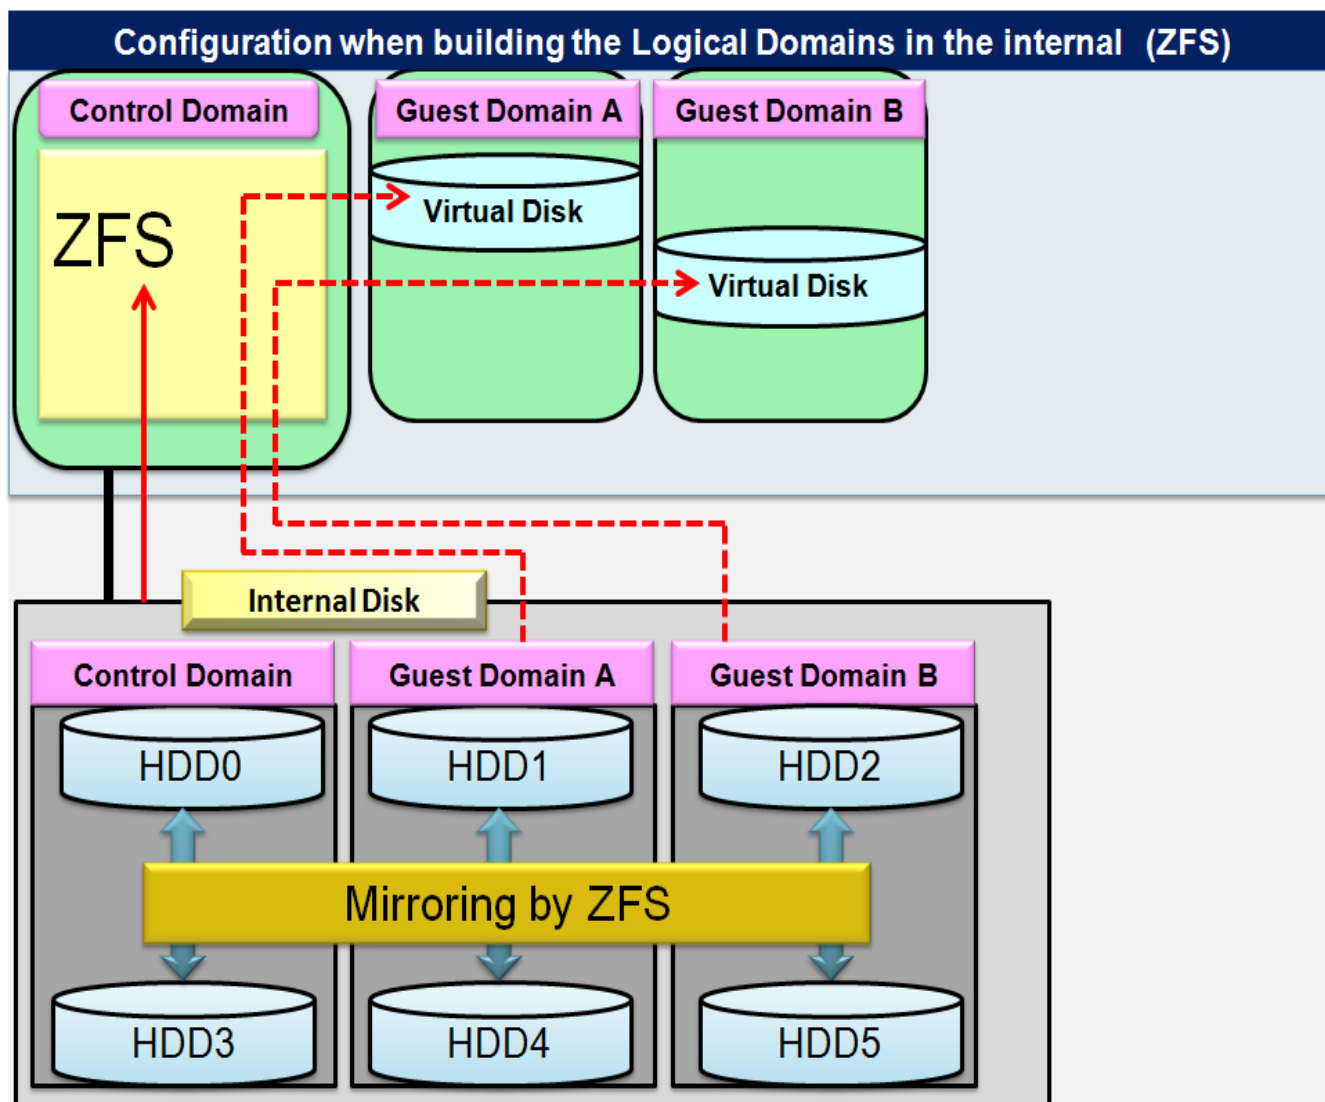 Configuration when building the Logical Domains in the internal (ZFS)
Control Domain
Guest Domain A
Guest Domain B
ZFS
Virtual Disk
Virtual Disk
Internal Disk
Control Domain
Guest Domain A
Guest Domain B
HDD0
HDD1
HDD2
Mirroring by ZFS
HDD3
HDD4
HDD5